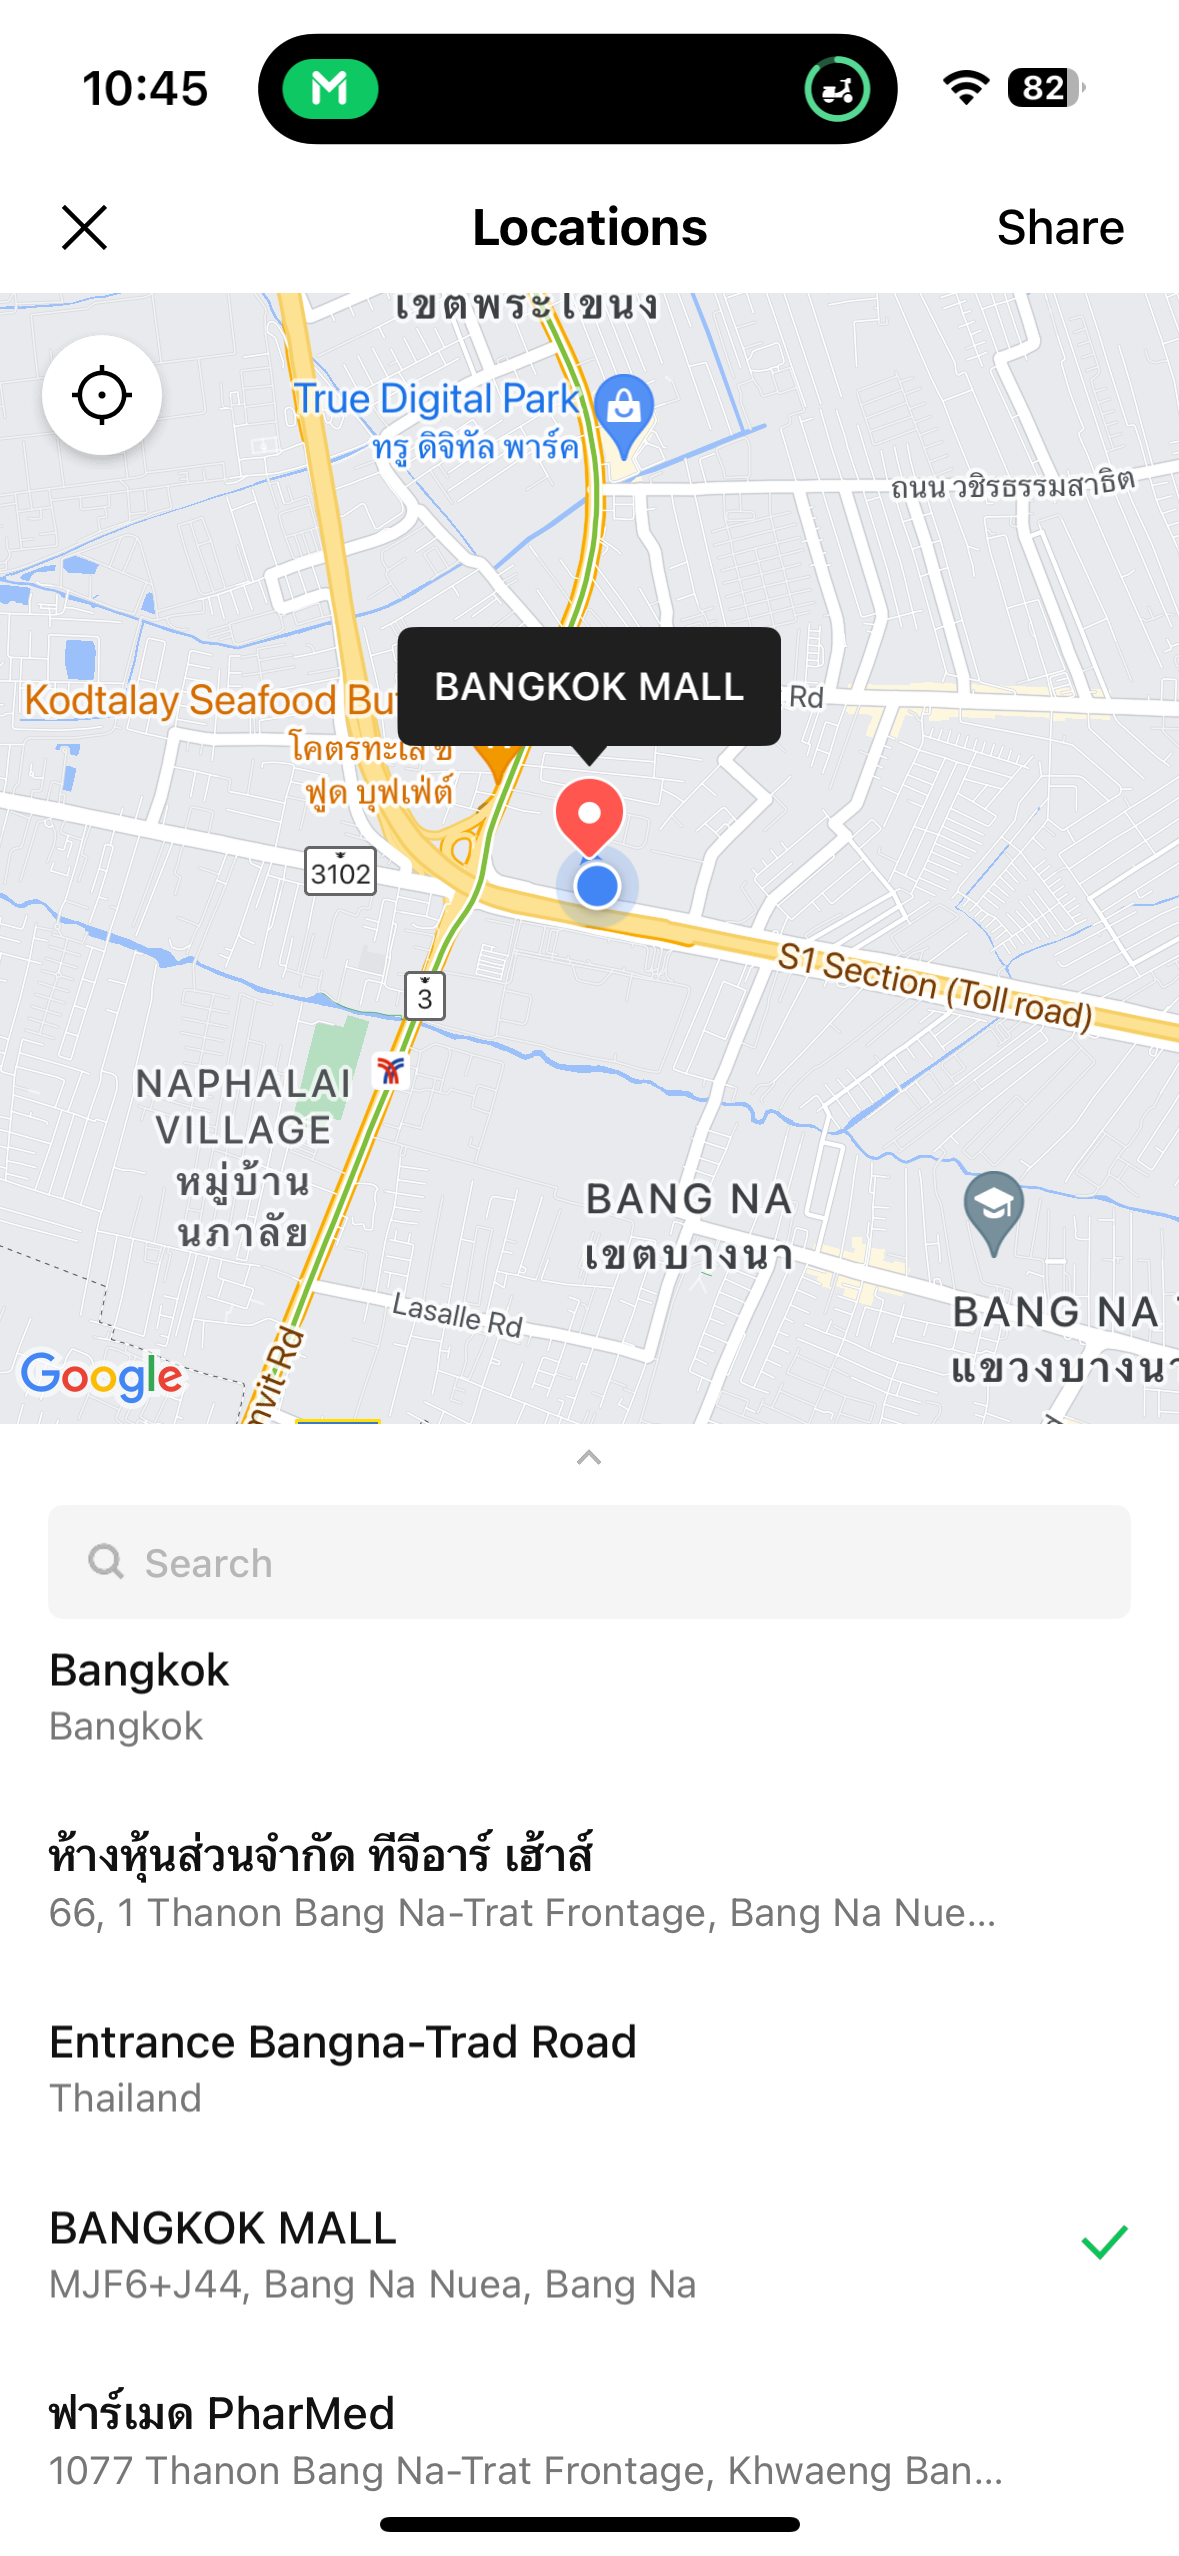 10:45
82
Locations
Share
เขตพระโขนง
True Digital Park
ทรู ดิจิทัล พาร์ค
ถนน วชิรธรรมสาธิต
BANGKOK MALL
Rd
Kodtalay Seafood Bu
โคตรทะเล ซี
ฟู้ด บุฟเฟ่ต์
3102
S1 Section (Toll road)
3
NAPHALAI
VILLAGE
หมู่บ้าน
นภาลัย
BANG NA
เขตบางนา
BANG NA
แขวงบางนา
Lasalle Rd
mvit Rd
Google
Search
Bangkok
Bangkok
ห้างหุ้นส่วนจำกัด ทีจีอาร์ เฮ้าส์
66, 1 Thanon Bang Na-Trat Frontage, Bang Na Nue...
Entrance Bangna-Trad Road
Thailand
BANGKOK MALL
MJF6+J44, Bang Na Nuea, Bang Na
ฟาร์เมด PharMed
1077 Thanon Bang Na-Trat Frontage, Khwaeng Ban...